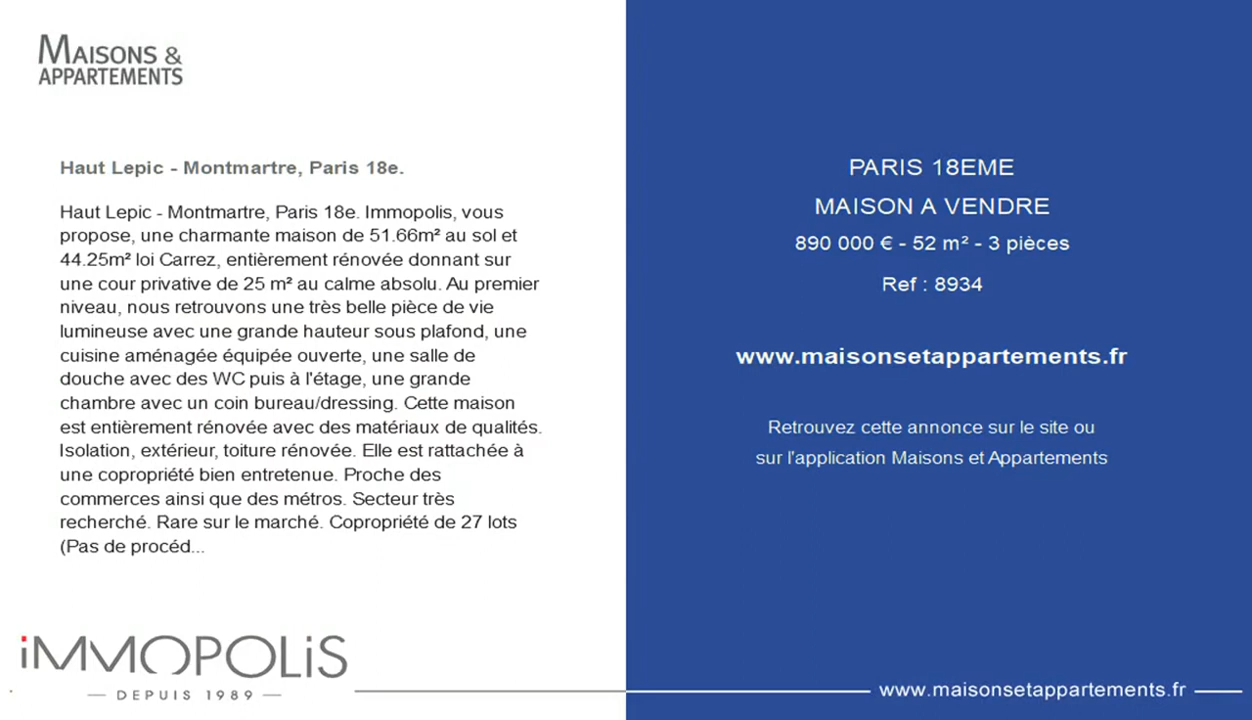 MAISONS &
APPARTEMENTS
Haut Lepic - Montmartre, Paris 18e.
Haut Lepic - Montmartre, Paris 18e. Immopolis, vous
propose, une charmante maison de 51.66m² au sol et
44.25m² loi Carrez, entièrement rénovée donnant sur
une cour privative de 25 m² au calme absolu. Au premier
niveau, nous retrouvons une très belle pièce de vie
lumineuse avec une grande hauteur sous plafond, une
cuisine aménagée équipée ouverte, une salle de
douche avec des WC puis à l'étage, une grande
chambre avec un coin bureau/dressing. Cette maison
est entièrement rénovée avec des matériaux de qualités.
Isolation, extérieur, toiture rénovée. Elle est rattachée à
une copropriété bien entretenue. Proche des
commerces ainsi que des métros. Secteur très
recherché. Rare sur le marché. Copropriété de 27 lots
(Pas de procéd...
iMMOPOLiS
DEPUIS 1989
PARIS 18EME
MAISON A VENDRE
890 000 € - 52 m² - 3 pièces
Ref : 8934
www.maisonsetappartements.fr
Retrouvez cette annonce sur le site ou
sur l'application Maisons et Appartements
www.maisonsetappartements.fr